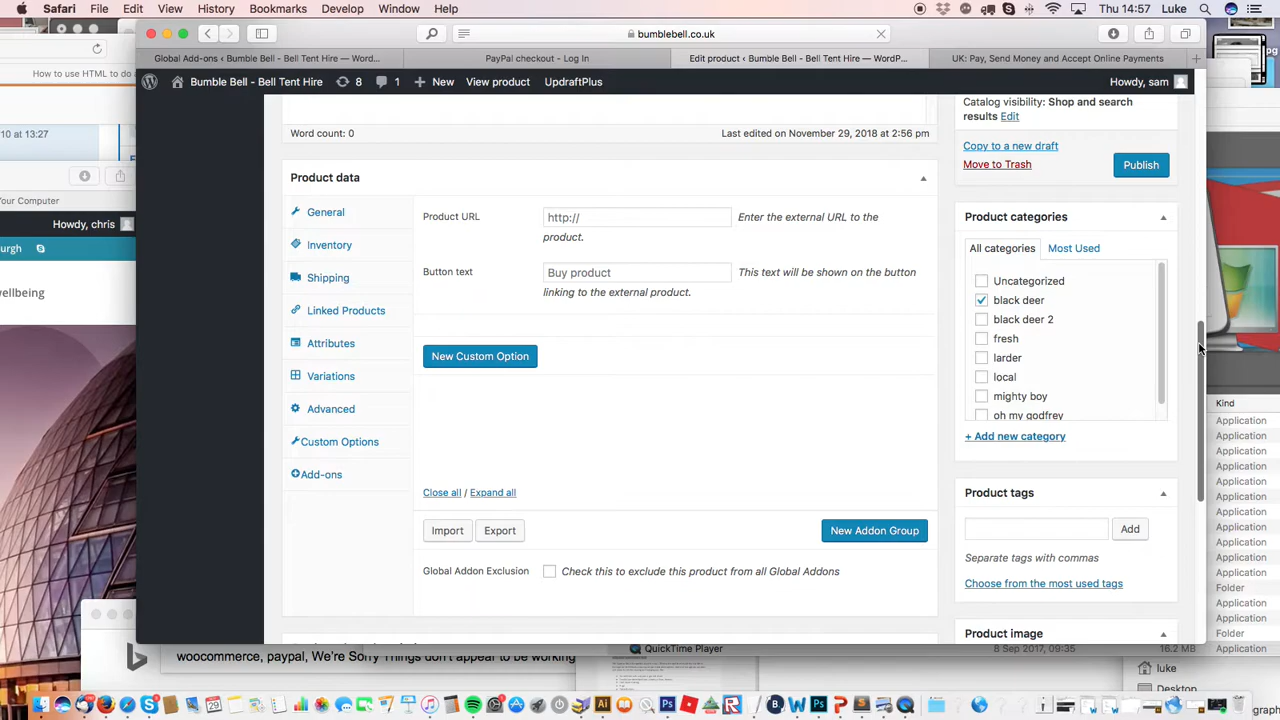 Safari File Edit View History Bookmarks Develop Window Help
Thu 14:57 Luke
bumblebell.co.uk
How to use HTML to do a
Global Add-ons ‹ Bumble Bell - Bell Tent Hire — Word...
PayPal Checkout - Log In
Edit product ‹ Bumble Bell - Bell Tent Hire — WordP...
UK: Pay, Send Money and Accept Online Payments
Bumble Bell - Bell Tent Hire 1 New View Product UpdraftPlus
Howdy, sam
10 at 13:27
Your Computer
Howdy, chris
urgh
wellbeing
Word count: 0
Last edited on November 29, 2018 at 2:56 pm
Product data
General
Inventory
Shipping
Linked Products
Attributes
Variations
Advanced
Custom Options
Add-ons
Product URL
http://
Enter the external URL to the
product.
Button text
Buy product
This text will be shown on the button
linking to the external product.
New Custom Option
Close all / Expand all
Import
Export
New Addon Group
Global Addon Exclusion
Check this to exclude this product from all Global Addons
Catalog visibility: Shop and search
results Edit
Copy to a new draft
Move to Trash
Publish
Product categories
All categories
Most Used
Uncategorized
black deer
black deer 2
fresh
larder
local
mighty boy
oh my godfrey
+ Add new category
Product tags
Add
Separate tags with commas
Choose from the most used tags
Product image
Kind
Application
Application
Application
Application
Application
Application
Application
Application
Application
Application
Application
Folder
Application
Application
Folder
Application
woocommerce, paypal,
QuickTime Player
8 Sep 2017, 09:35
16.2 MB
luke
Desktop